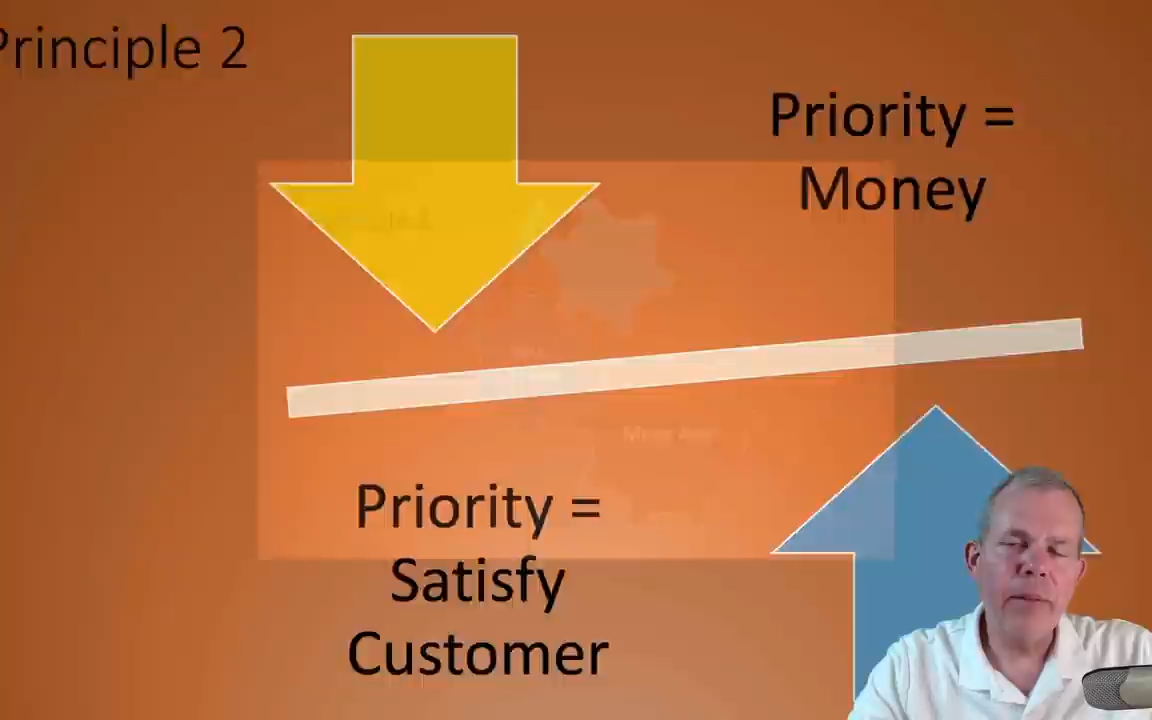 Principle 2
Priority =
Money
Priority =
Satisfy
Customer